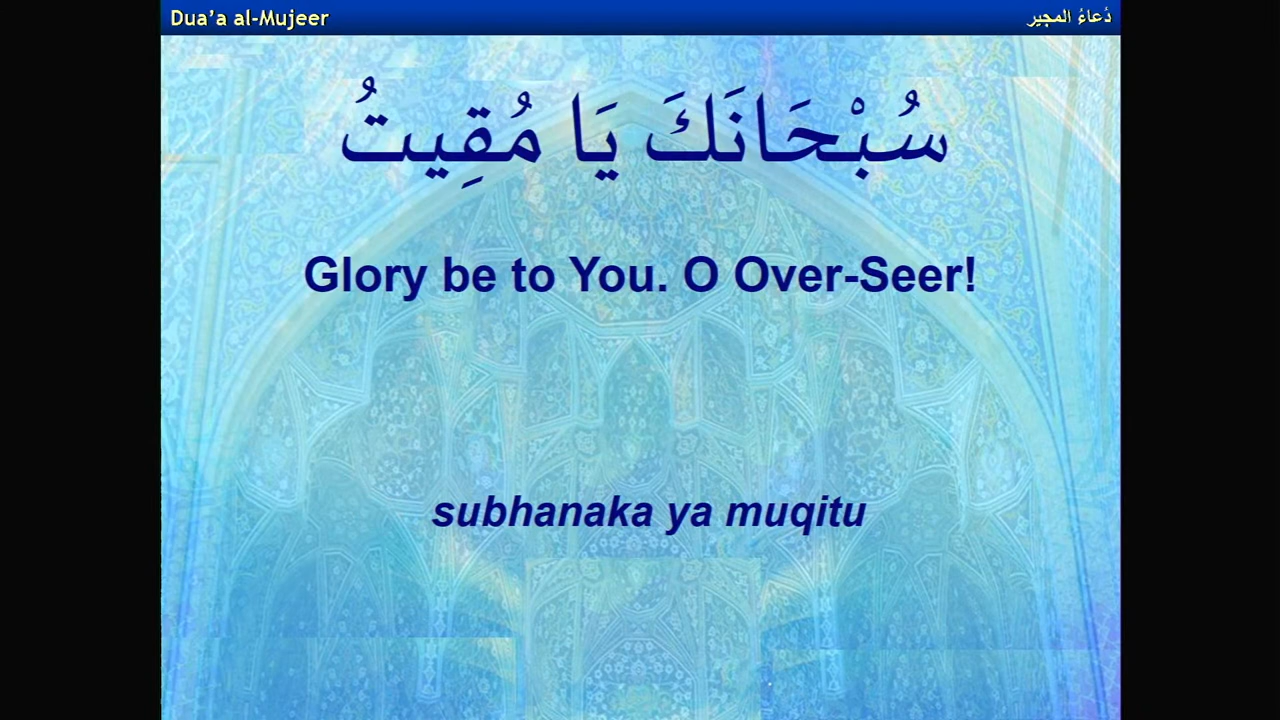 Dua’a al-Mujeer
دُعاءُ المجير
سُبْحَانَكَ يَا مُقِيتُ
Glory be to You. O Over-Seer!
subhanaka ya muqitu